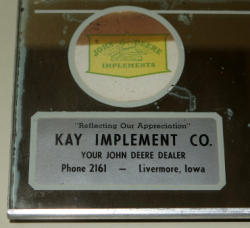 JOHN DEERE
IMPLEMENTS
"Reflecting Our Appreciation"
KAY IMPLEMENT CO.
YOUR JOHN DEERE DEALER
Phone 2161 — Livermore, Iowa